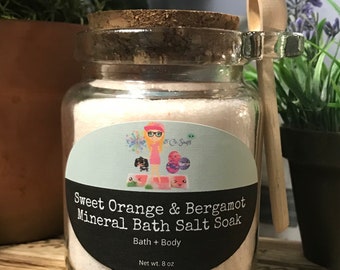 Sweet Orange & Bergamot
Mineral Bath Salt Soak
Bath + Body
Net wt. 8 oz